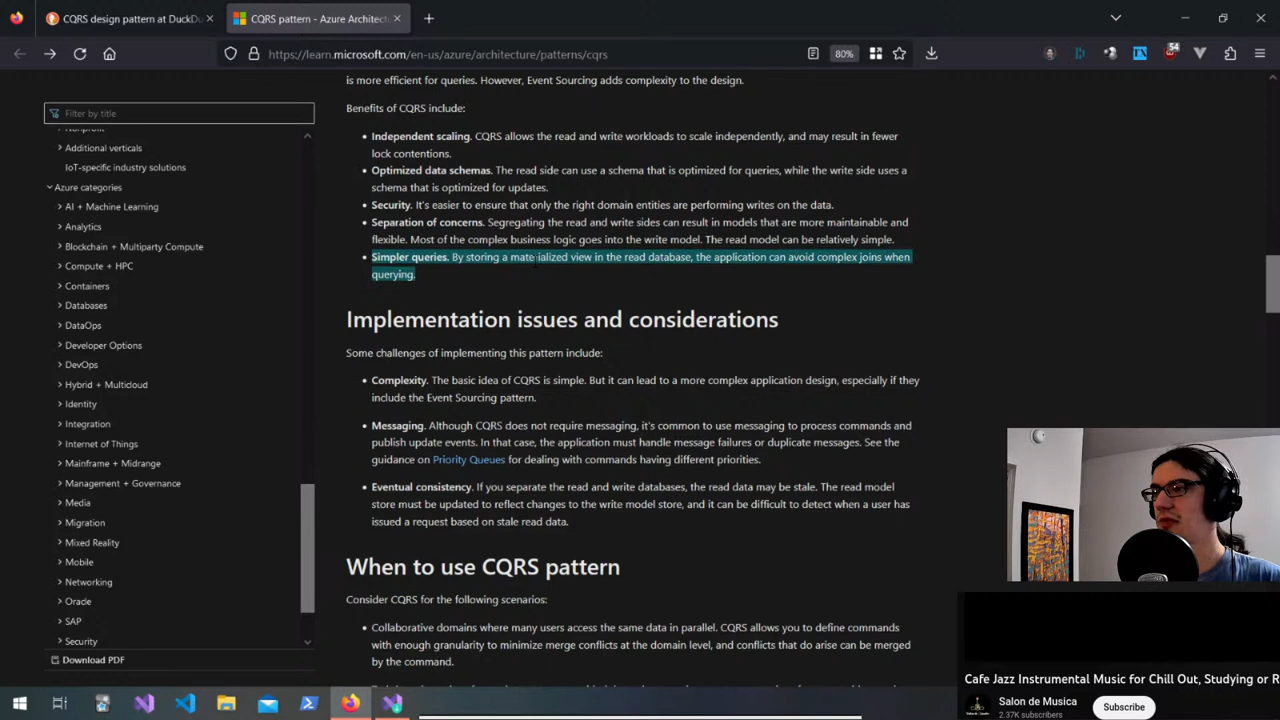 CQRS design pattern at DuckDu
CQRS pattern - Azure Architect
https://learn.microsoft.com/en-us/azure/architecture/patterns/cqrs
80%
54
Filter by title
Nonprofit
Additional verticals
IoT-specific industry solutions
Azure categories
AI + Machine Learning
Analytics
Blockchain + Multiparty Compute
Compute + HPC
Containers
Databases
DataOps
Developer Options
DevOps
Hybrid + Multicloud
Identity
Integration
Internet of Things
Mainframe + Midrange
Management + Governance
Media
Migration
Mixed Reality
Mobile
Networking
Oracle
SAP
Security
Download PDF
is more efficient for queries. However, Event Sourcing adds complexity to the design.
Benefits of CQRS include:
• Independent scaling. CQRS allows the read and write workloads to scale independently, and may result in fewer
lock contentions.
• Optimized data schemas. The read side can use a schema that is optimized for queries, while the write side uses a
schema that is optimized for updates.
• Security. It's easier to ensure that only the right domain entities are performing writes on the data.
• Separation of concerns. Segregating the read and write sides can result in models that are more maintainable and
flexible. Most of the complex business logic goes into the write model. The read model can be relatively simple.
• Simpler queries. By storing a materialized view in the read database, the application can avoid complex joins when
querying.
Implementation issues and considerations
Some challenges of implementing this pattern include:
• Complexity. The basic idea of CQRS is simple. But it can lead to a more complex application design, especially if they
include the Event Sourcing pattern.
• Messaging. Although CQRS does not require messaging, it's common to use messaging to process commands and
publish update events. In that case, the application must handle message failures or duplicate messages. See the
guidance on Priority Queues for dealing with commands having different priorities.
• Eventual consistency. If you separate the read and write databases, the read data may be stale. The read model
store must be updated to reflect changes to the write model store, and it can be difficult to detect when a user has
issued a request based on stale read data.
When to use CQRS pattern
Consider CQRS for the following scenarios:
• Collaborative domains where many users access the same data in parallel. CQRS allows you to define commands
with enough granularity to minimize merge conflicts at the domain level, and conflicts that do arise can be merged
by the command.
Cafe Jazz Instrumental Music for Chill Out, Studying or R
Salon de Musica
2.37K subscribers
Subscribe